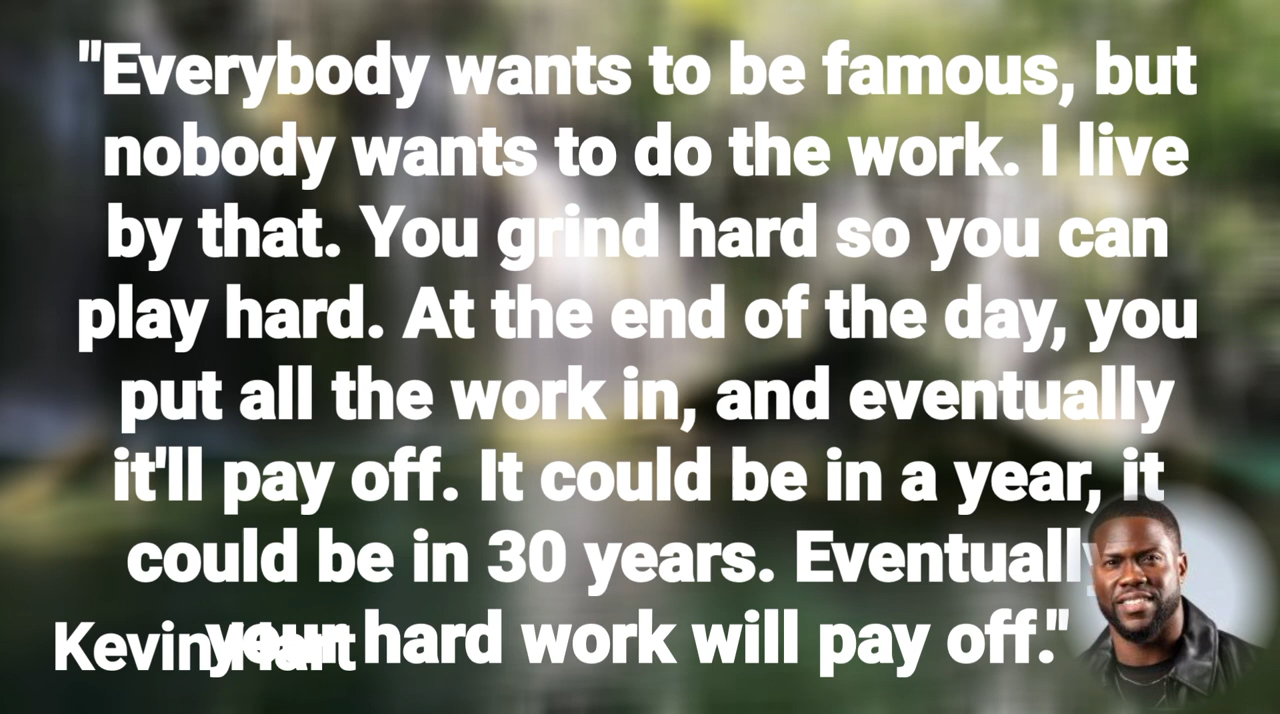 "Everybody wants to be famous, but
nobody wants to do the work. I live
by that. You grind hard so you can
play hard. At the end of the day, you
put all the work in, and eventually
it'll pay off. It could be in a year, it
could be in 30 years. Eventually
your hard work will pay off."
Kevin Hart